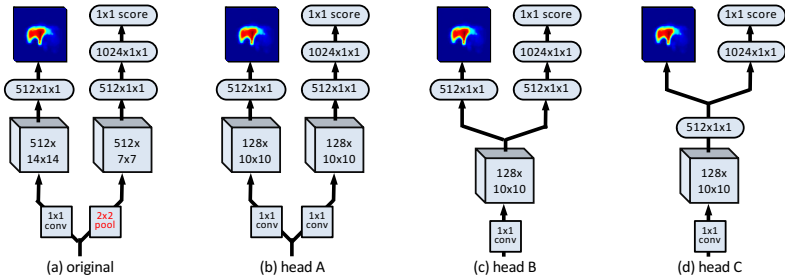 1x1 score
1024x1x1
512x1x1
512x1x1
512x
14x14
512x
7x7
1x1
conv
2x2
pool
(a) original
1x1 score
1024x1x1
512x1x1
512x1x1
128x
10x10
128x
10x10
1x1
conv
1x1
conv
(b) head A
1x1 score
1024x1x1
512x1x1
512x1x1
128x
10x10
1x1
conv
(c) head B
1x1 score
1024x1x1
512x1x1
128x
10x10
1x1
conv
(d) head C